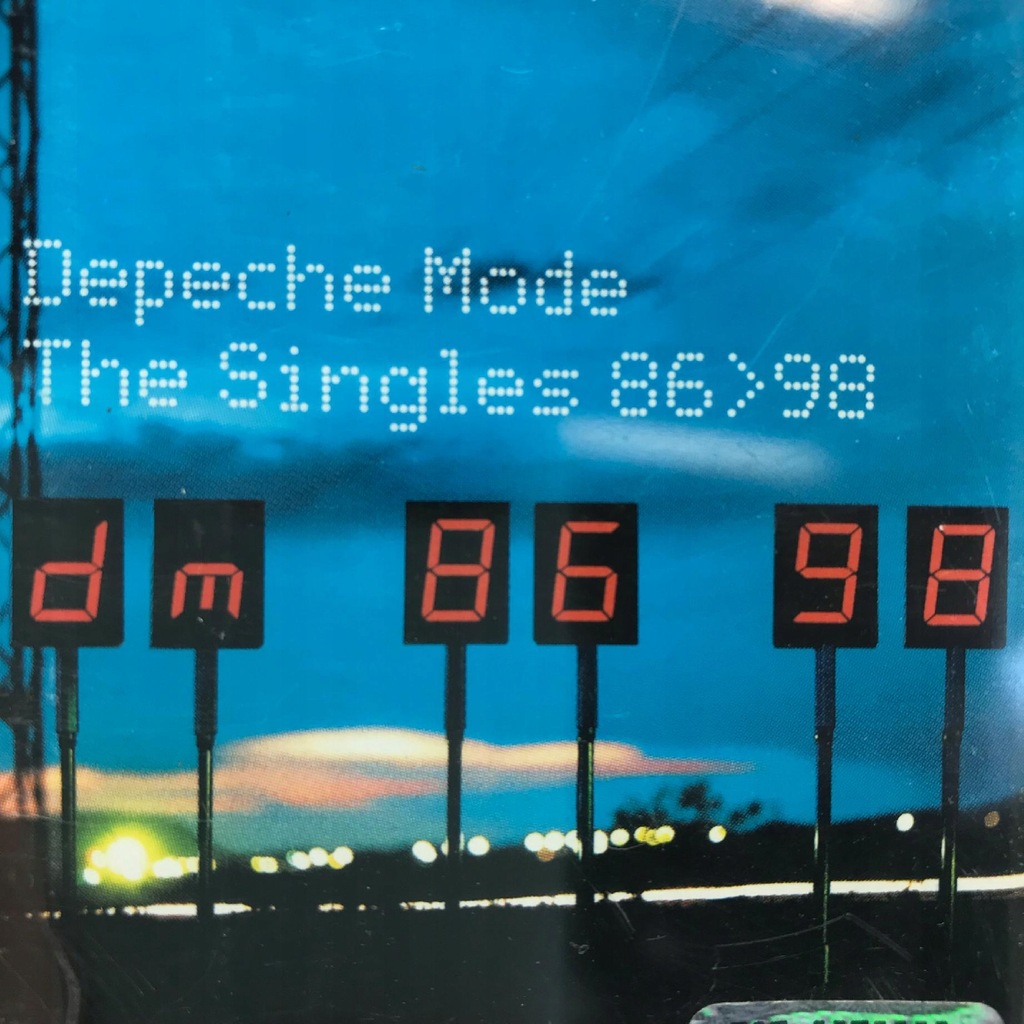 Depeche Mode
The Singles 86>98
dm 86 98